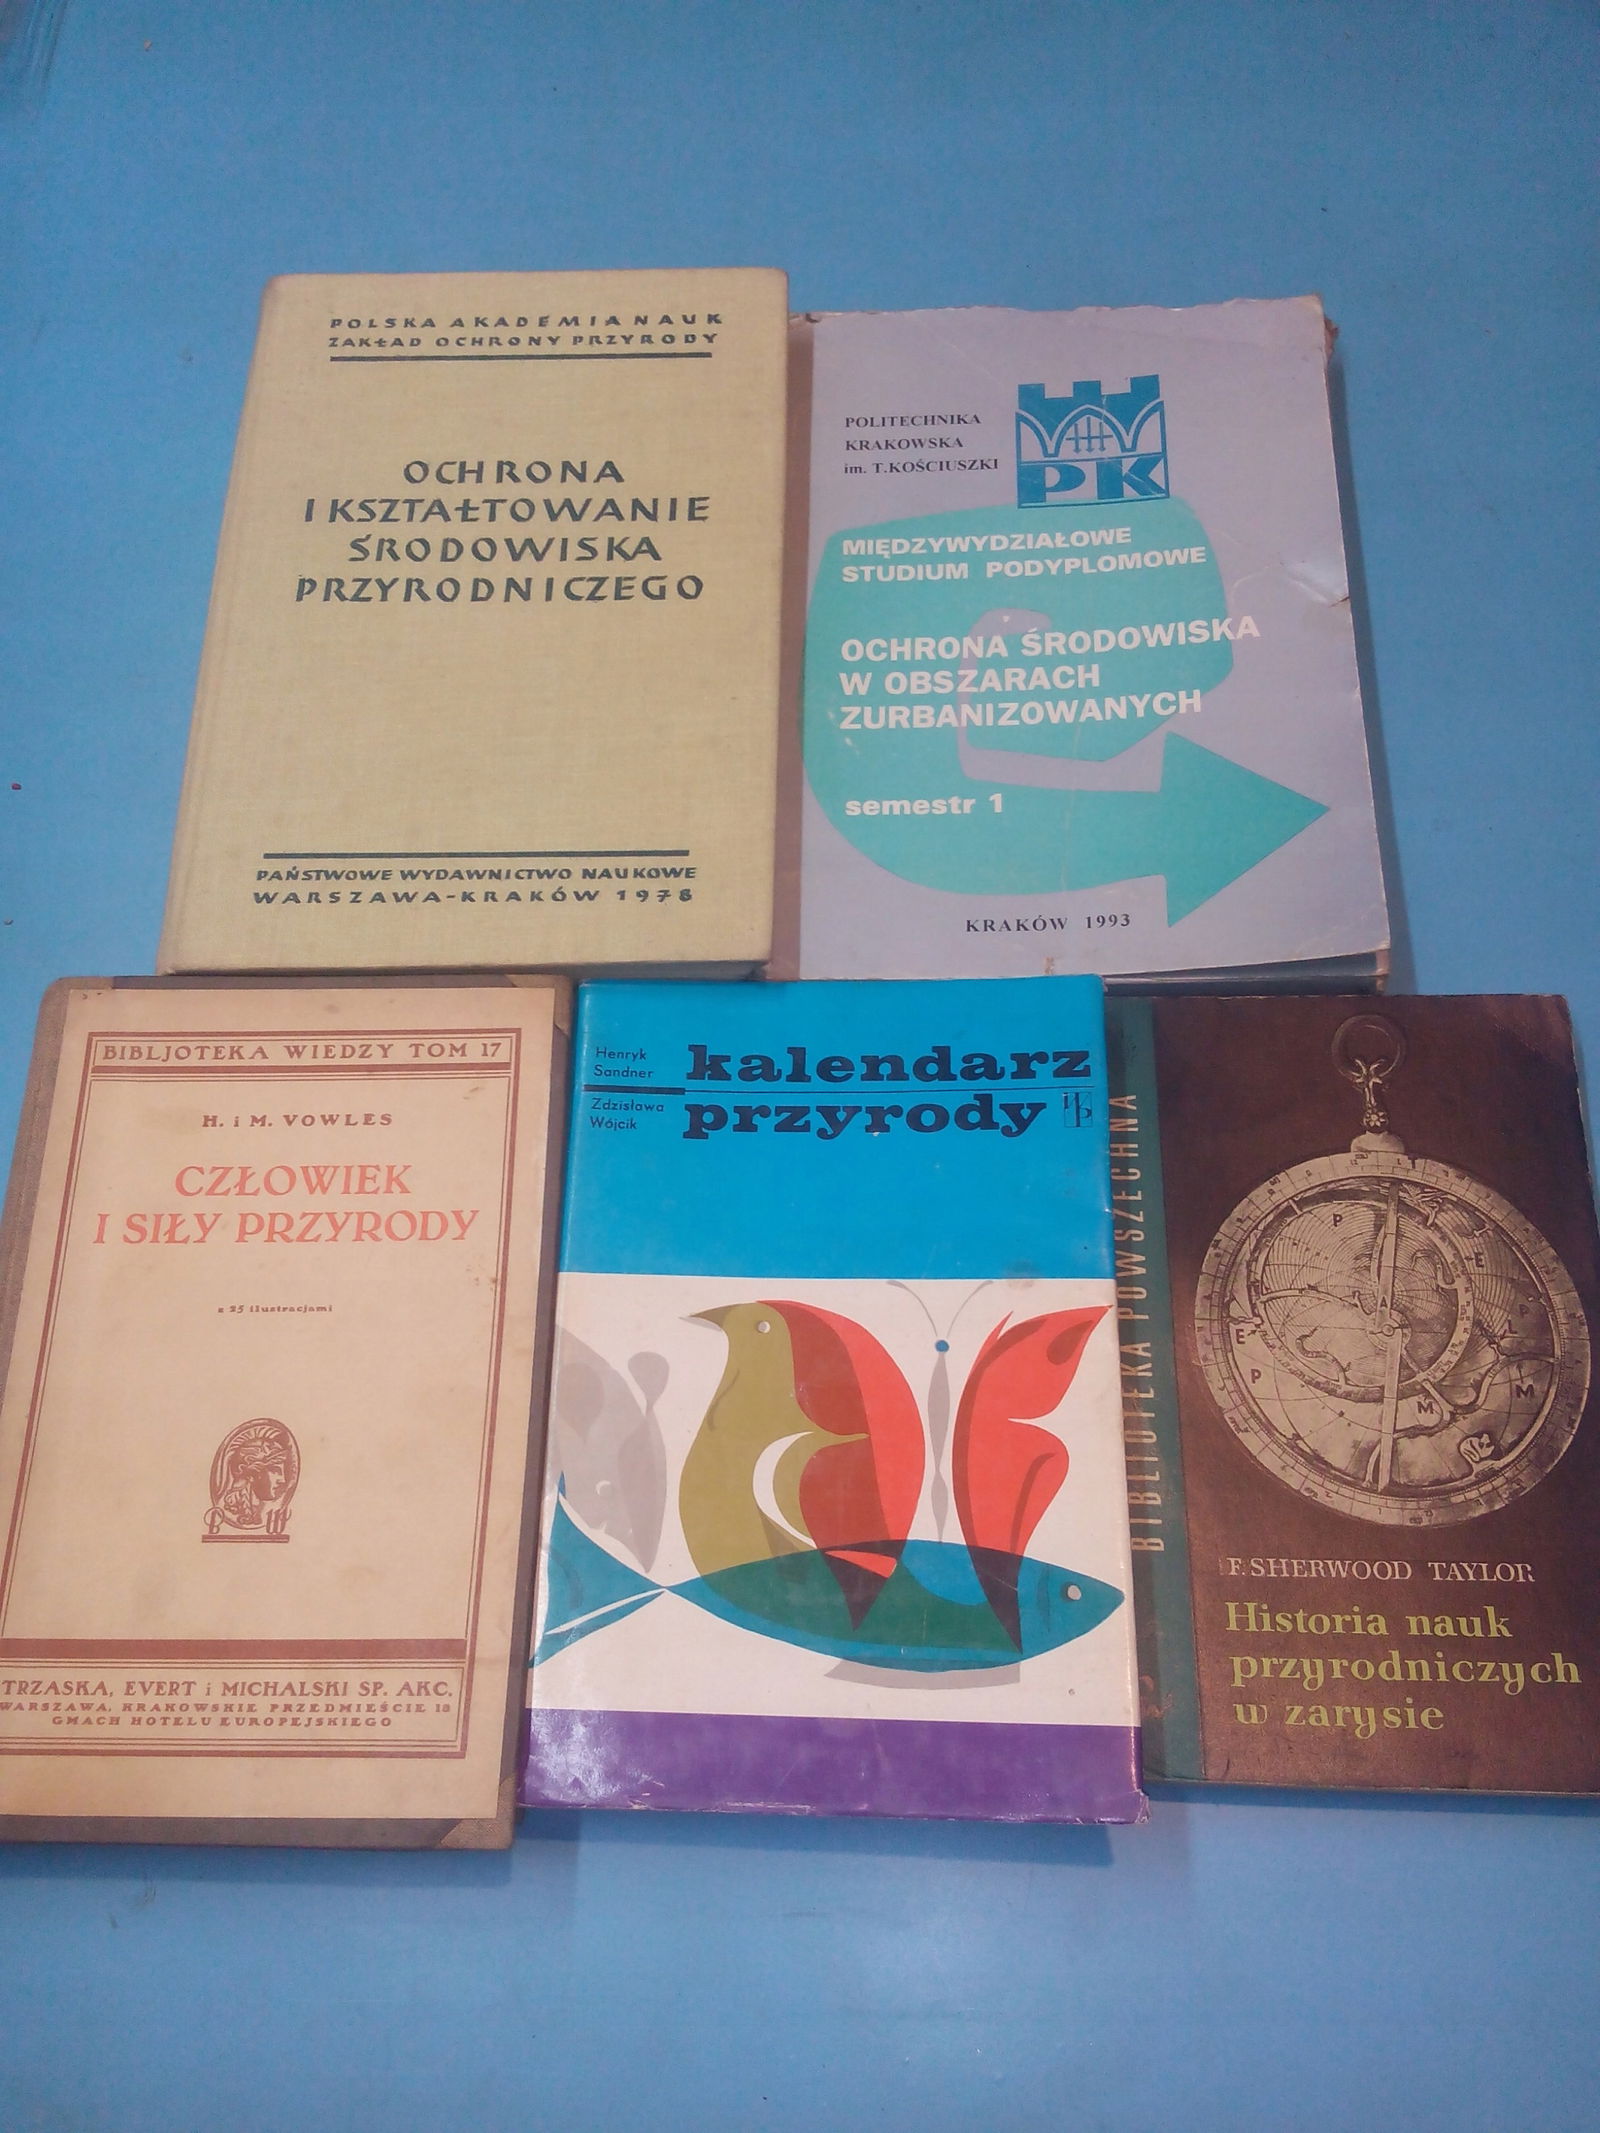 POLSKA AKADEMIA NAUK
ZAKŁAD OCHRONY PRZYRODY
OCHRONA
I KSZTAŁTOWANIE
ŚRODOWISKA
PRZYRODNICZEGO
PAŃSTWOWE WYDAWNICTWO NAUKOWE
WARSZAWA-KRAKÓW 1978
POLITECHNIKA
KRAKOWSKA
im. T.KOŚCIUSZKI
PK
MIĘDZYWYDZIAŁOWE
STUDIUM PODYPLOMOWE
OCHRONA ŚRODOWISKA
W OBSZARACH
ZURBANIZOWANYCH
semestr 1
KRAKÓW 1993
BIBLJOTEKA WIEDZY TOM 17
H. i M. VOWLES
CZŁOWIEK
I SIŁY PRZYRODY
z 25 ilustracjami
B W
TRZASKA, EVERT i MICHALSKI SP. AKC.
WARSZAWA, KRAKOWSKIE PRZEDMIEŚCIE 13
GMACH HOTELU EUROPEJSKIEGO
Henryk
Sandner
Zdzisława
Wójcik
kalendarz
przyrody
BIBLIOTEKA POWSZECHNA
P
E
A
E
P
L
M
M
F. SHERWOOD TAYLOR
Historia nauk
przyrodniczych
w zarysie